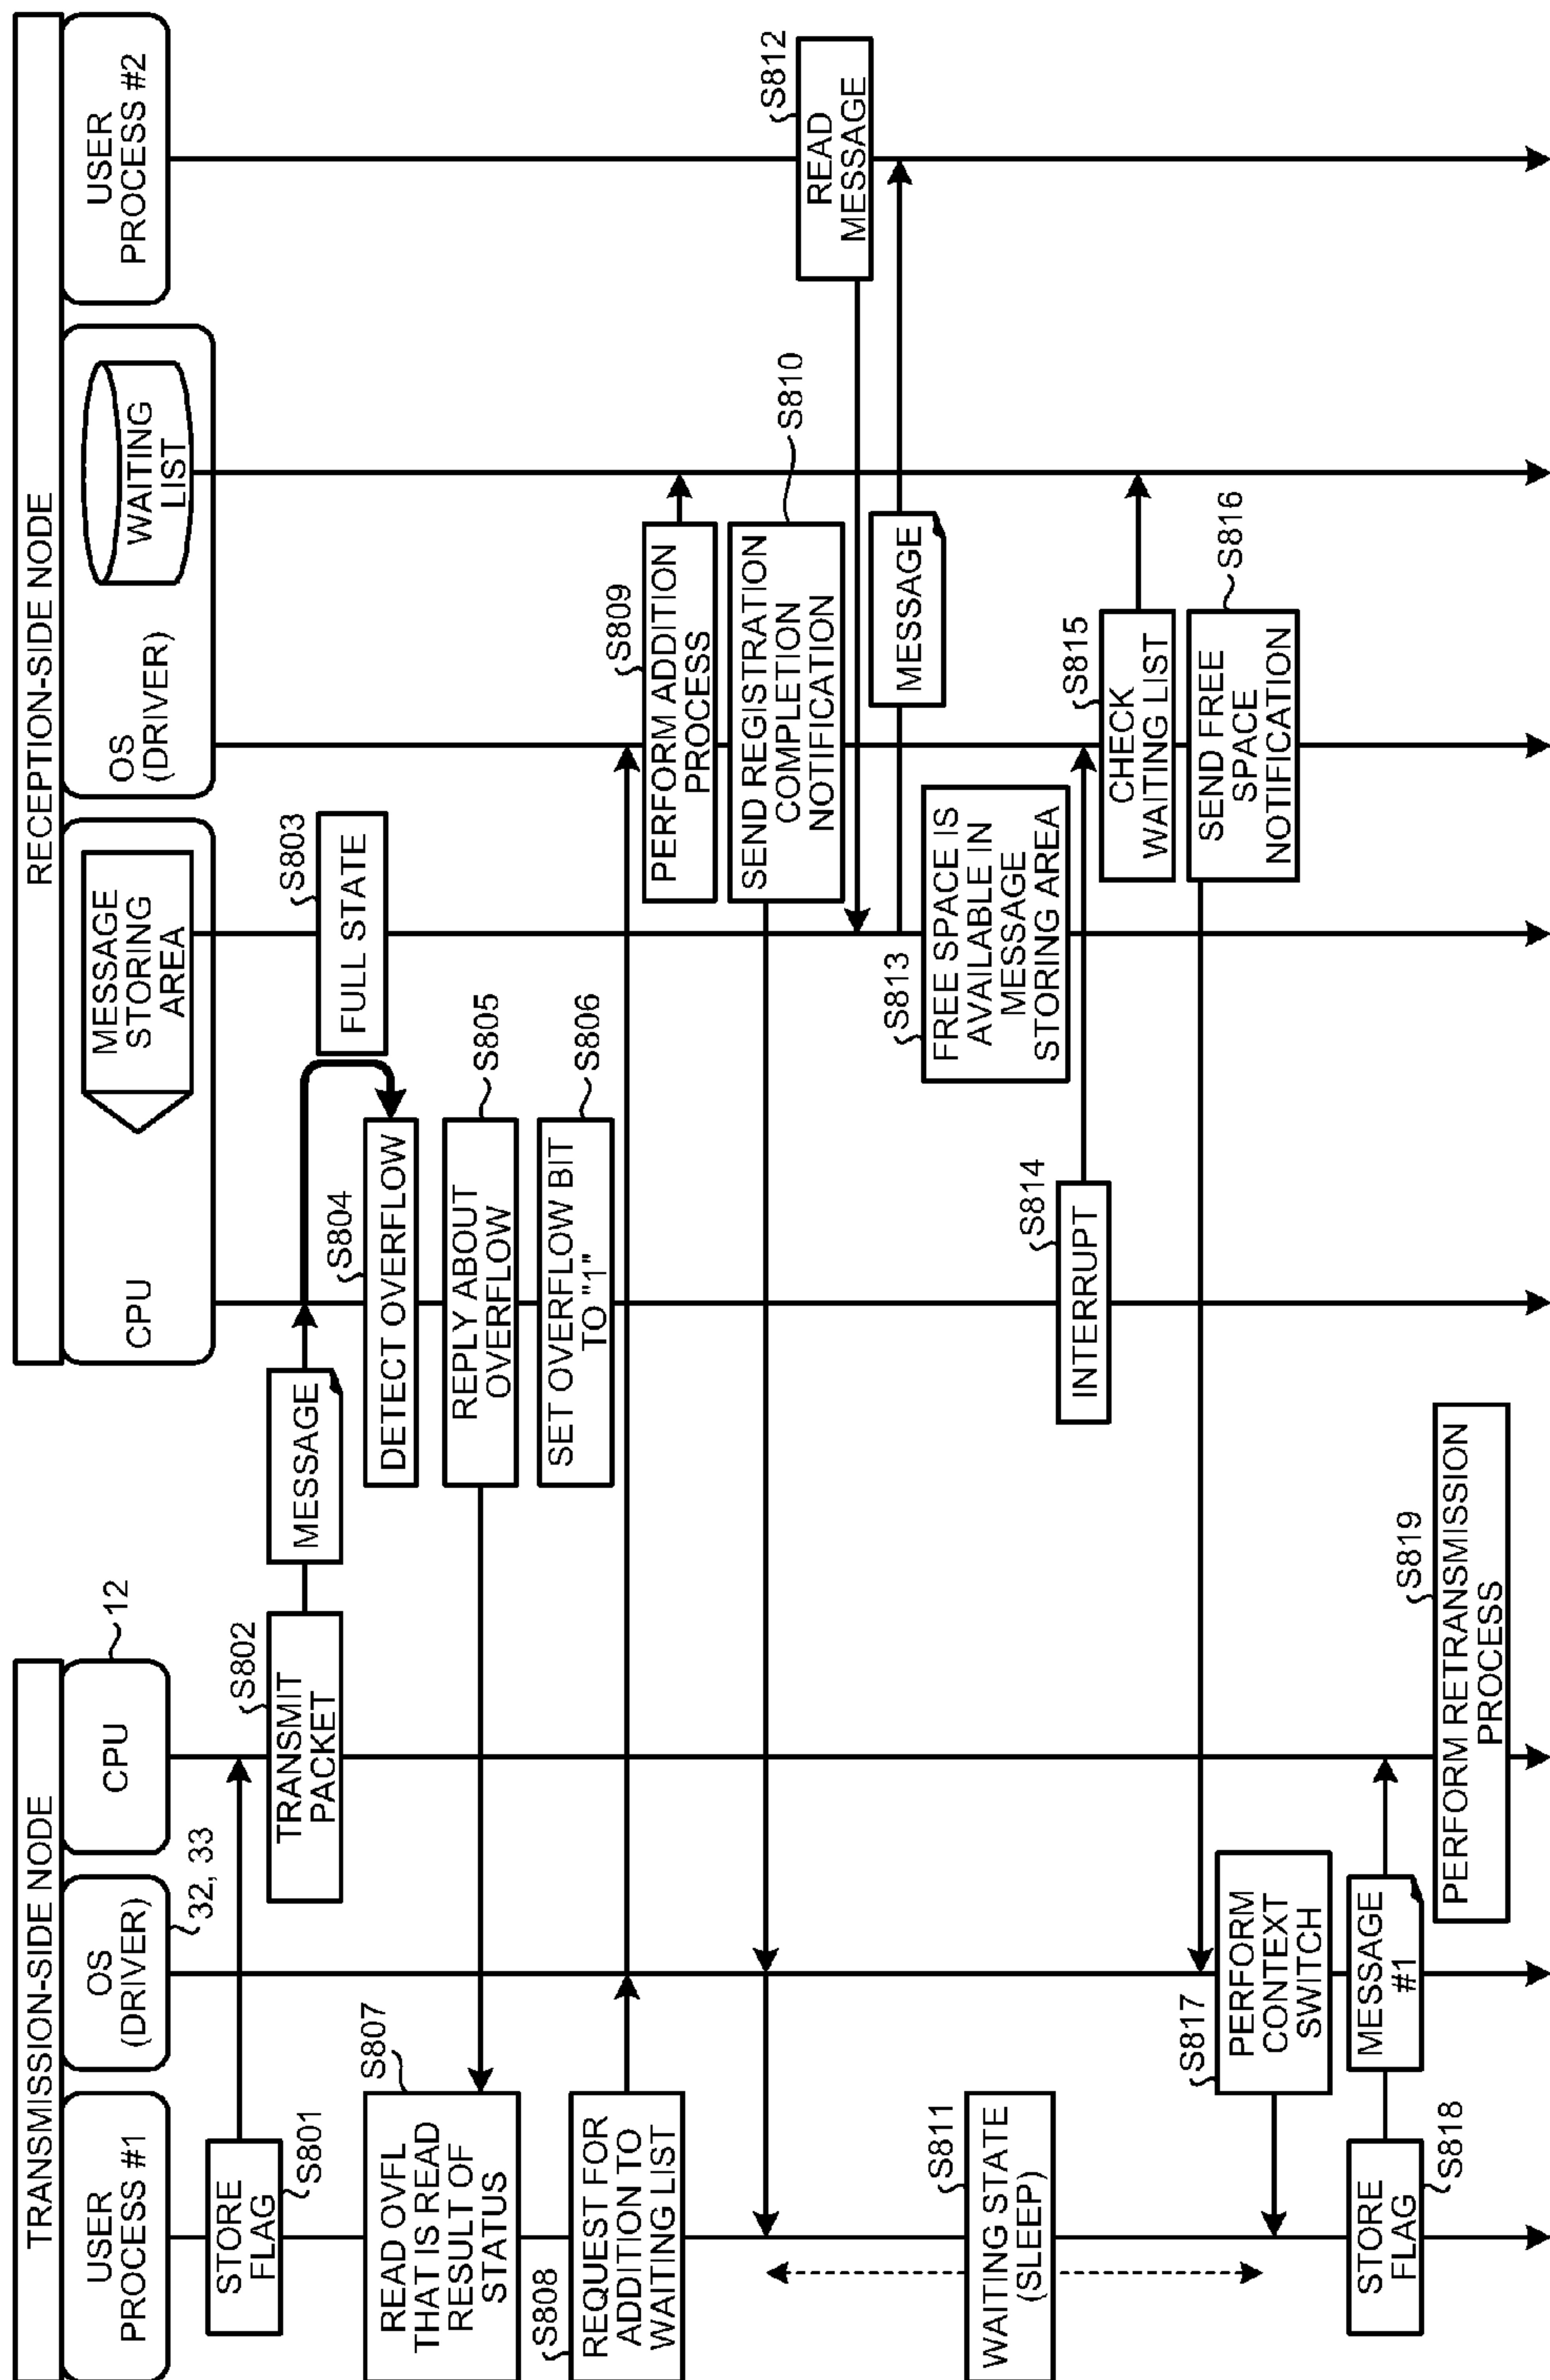 TRANSMISSION-SIDE NODE
USER
PROCESS #1
OS
(DRIVER)
32, 33
CPU
12
RECEPTION-SIDE NODE
CPU
MESSAGE
STORING
AREA
OS
(DRIVER)
WAITING
LIST
USER
PROCESS #2
STORE
FLAG
S801
S802
TRANSMIT
PACKET
MESSAGE
S803
FULL STATE
S804
DETECT OVERFLOW
REPLY ABOUT
OVERFLOW
S805
SET OVERFLOW BIT
TO "1"
S806
S807
READ OVFL
THAT IS READ
RESULT OF
STATUS
S808
REQUEST FOR
ADDITION TO
WAITING LIST
S809
PERFORM ADDITION
PROCESS
SEND REGISTRATION
COMPLETION
NOTIFICATION
S810
S811
WAITING STATE
(SLEEP)
S812
READ
MESSAGE
MESSAGE
S813
FREE SPACE IS
AVAILABLE IN
MESSAGE
STORING AREA
S814
INTERRUPT
S815
CHECK
WAITING LIST
SEND FREE
SPACE
NOTIFICATION
S816
S817
PERFORM
CONTEXT
SWITCH
STORE
FLAG
S818
MESSAGE
#1
S819
PERFORM RETRANSMISSION
PROCESS